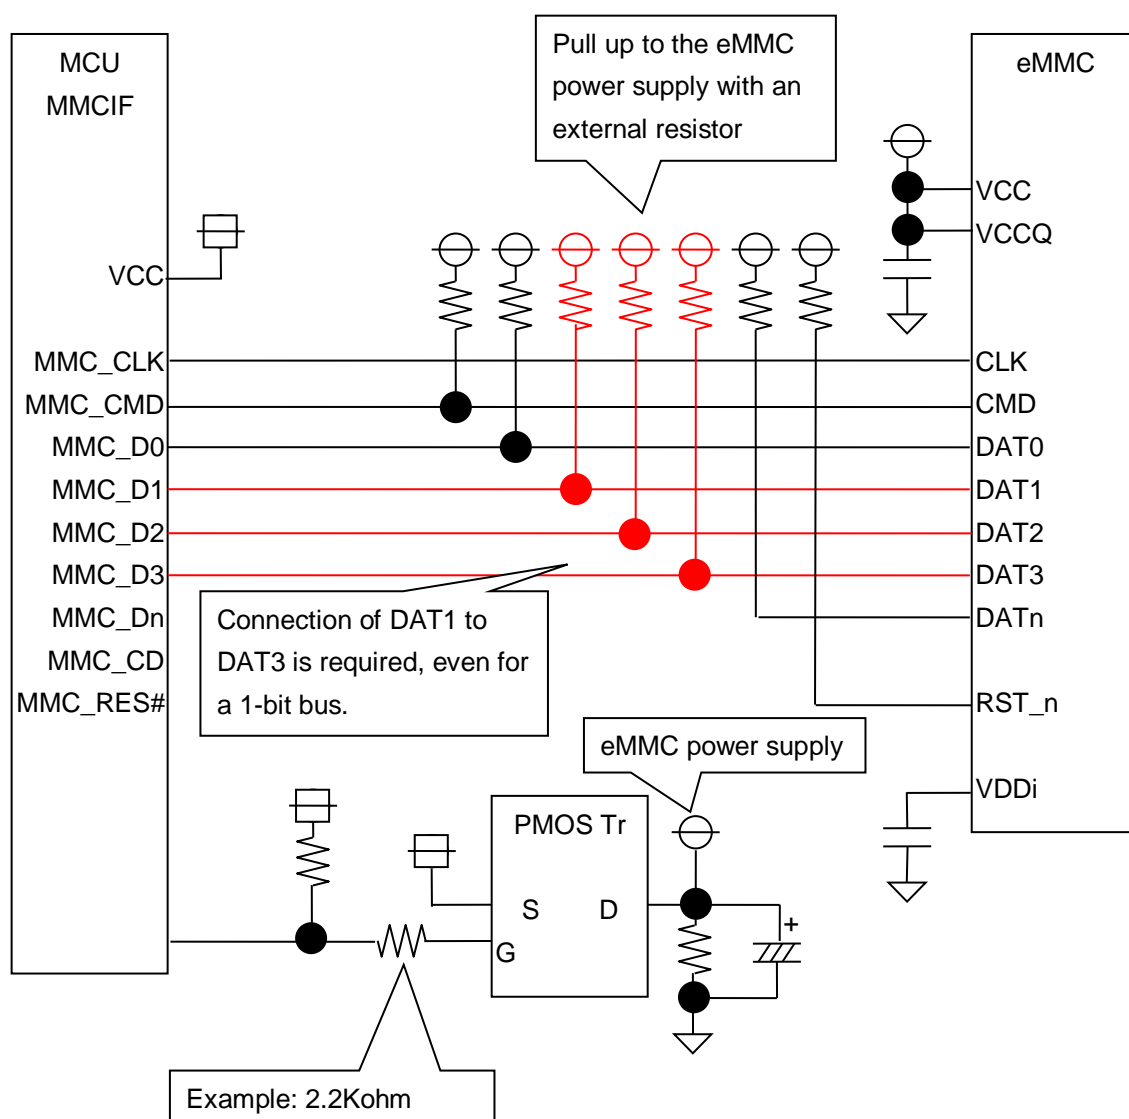 MCU
MMCIF
Pull up to the eMMC
power supply with an
external resistor
eMMC
VCC
VCCQ
VCC
MMC_CLK
MMC_CMD
MMC_D0
MMC_D1
MMC_D2
MMC_D3
MMC_Dn
MMC_CD
MMC_RES#
CLK
CMD
DAT0
DAT1
DAT2
DAT3
DATn
RST_n
VDDi
Connection of DAT1 to
DAT3 is required, even for
a 1-bit bus.
eMMC power supply
PMOS Tr
S D
G
+
Example: 2.2Kohm